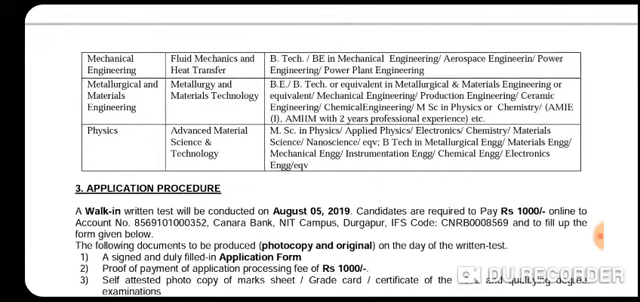 Mechanical Fluid Mechanics and B. Tech. / BE in Mechanical Engineering/ Aerospace Engineerin/ Power
Engineering Heat Transfer Engineering/ Power Plant Engineering
Metallurgical and Metallurgy and B.E./ B. Tech. or equivalent in Metallurgical & Materials Engineering or
Materials Materials Technology equivalent/ Mechanical Engineering/ Production Engineering/ Ceramic
Engineering Engineering/ ChemicalEngineering/ M Sc in Physics or Chemistry/ (AMIE
(I), AMIIM with 2 years professional experience) etc.
Physics Advanced Material M. Sc. in Physics/ Applied Physics/ Electronics/ Chemistry/ Materials
Science & Science/ Nanoscience/ eqv; B Tech in Metallurgical Engg/ Materials Engg/
Technology Mechanical Engg/ Instrumentation Engg/ Chemical Engg/ Electronics
Engg/eqv
3. APPLICATION PROCEDURE
A Walk-in written test will be conducted on August 05, 2019. Candidates are required to Pay Rs 1000/- online to
Account No. 8569101000352, Canara Bank, NIT Campus, Durgapur, IFS Code: CNRB0008569 and to fill up the
form given below.
The following documents to be produced (photocopy and original) on the day of the written-test.
1) A signed and duly filled-in Application Form
2) Proof of payment of application processing fee of Rs 1000/-.
3) Self attested photo copy of marks sheet / Grade card / certificate of the and qualifying degree
examinations
DU RECORDER